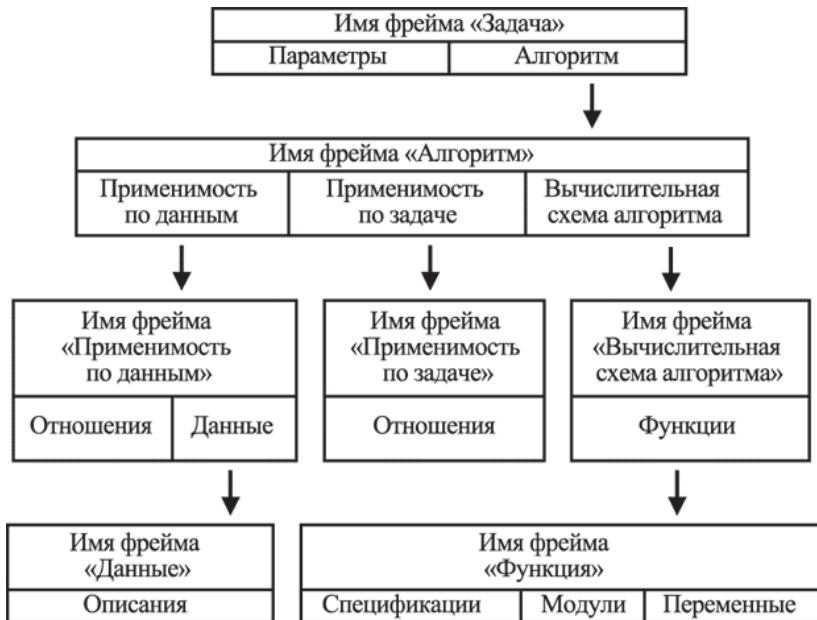 Имя фрейма «Задача»
Параметры
Алгоритм
Имя фрейма «Алгоритм»
Применимость
по данным
Применимость
по задаче
Вычислительная
схема алгоритма
Имя фрейма
«Применимость
по данным»
Отношения
Данные
Имя фрейма
«Применимость
по задаче»
Отношения
Имя фрейма
«Вычислительная
схема алгоритма»
Функции
Имя фрейма
«Данные»
Описания
Имя фрейма
«Функция»
Спецификации
Модули
Переменные